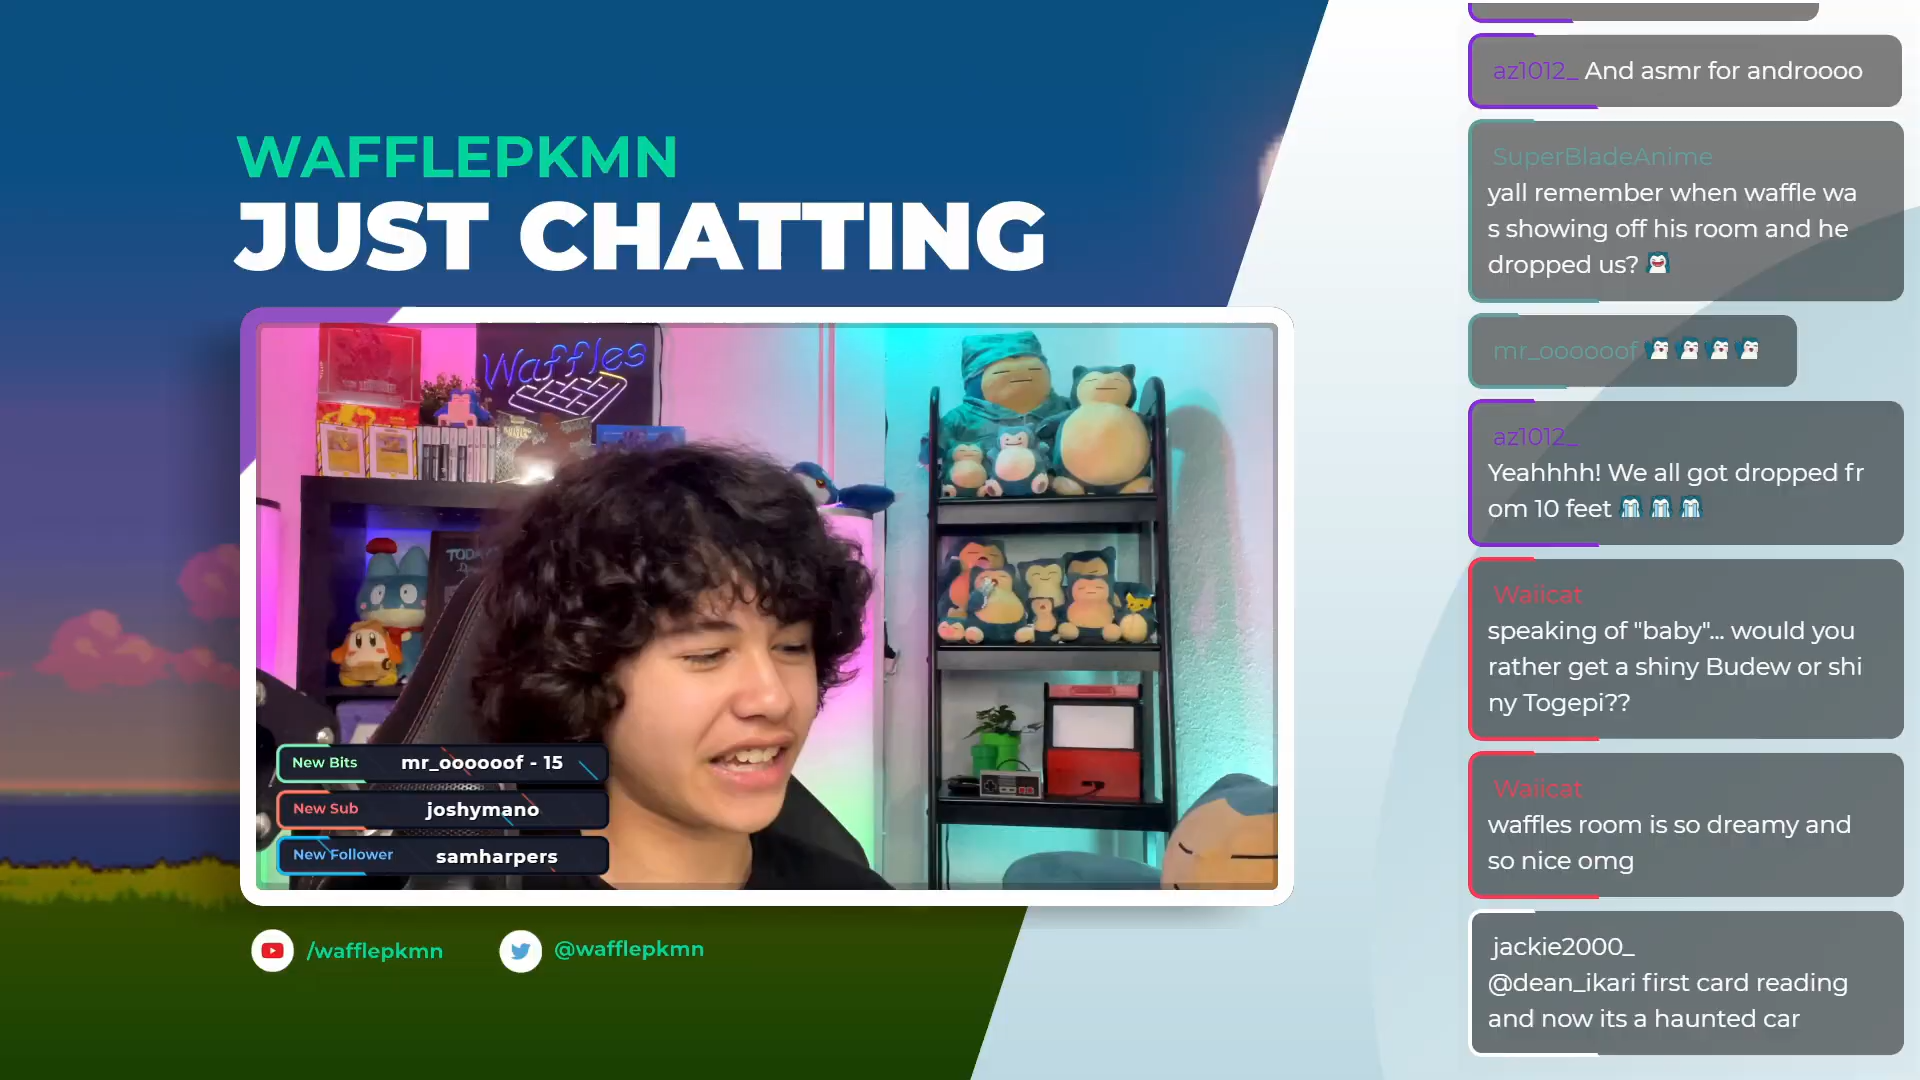 WAFFLEPKMN
JUST CHATTING
Waffles
New Bits mr_oooooof - 15
New Sub joshymano
New Follower samharpers
/wafflepkmn
@wafflepkmn
az1012_ And asmr for androooo
SuperBladeAnime
yall remember when waffle wa
s showing off his room and he
dropped us?
mr_oooooof
az1012_
Yeahhhh! We all got dropped fr
om 10 feet
Waiicat
speaking of "baby"... would you
rather get a shiny Budew or shi
ny Togepi??
Waiicat
waffles room is so dreamy and
so nice omg
jackie2000_
@dean_ikari first card reading
and now its a haunted car